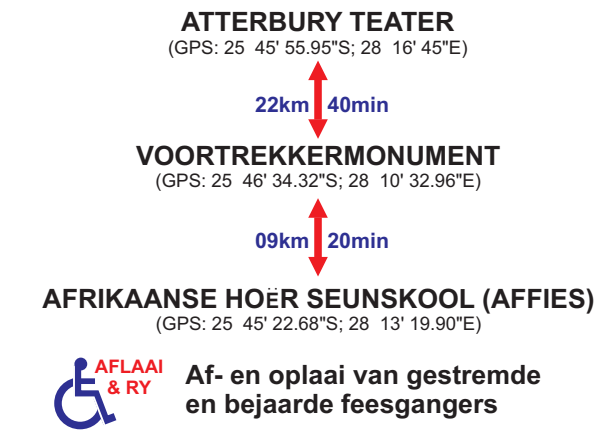 ATTERBURY TEATER
(GPS: 25 45' 55.95"S; 28 16' 45"E)
22km 40min
VOORTREKKERMONUMENT
(GPS: 25 46' 34.32"S; 28 10' 32.96"E)
09km 20min
AFRIKAANSE HOËR SEUNSKOOL (AFFIES)
(GPS: 25 45' 22.68"S; 28 13' 19.90"E)
AFLAAI
& RY
Af- en oplaai van gestremde
en bejaarde feesgangers